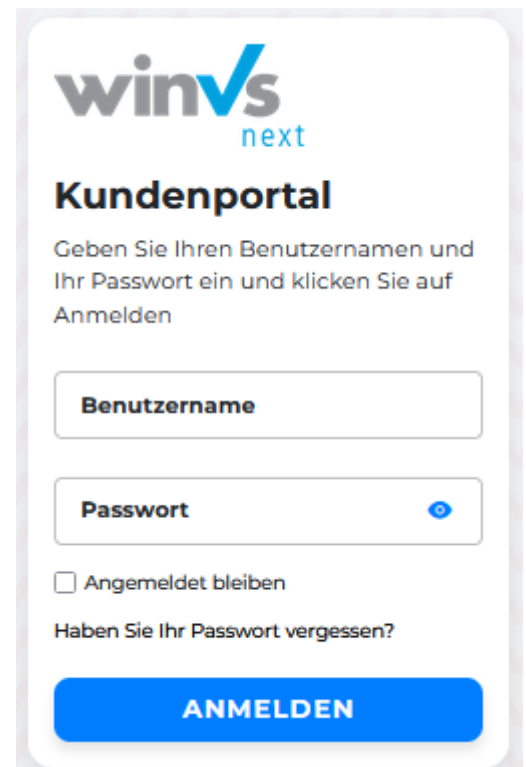 winvs
next
Kundenportal
Geben Sie Ihren Benutzernamen und
Ihr Passwort ein und klicken Sie auf
Anmelden
Benutzername
Passwort
Angemeldet bleiben
Haben Sie Ihr Passwort vergessen?
ANMELDEN